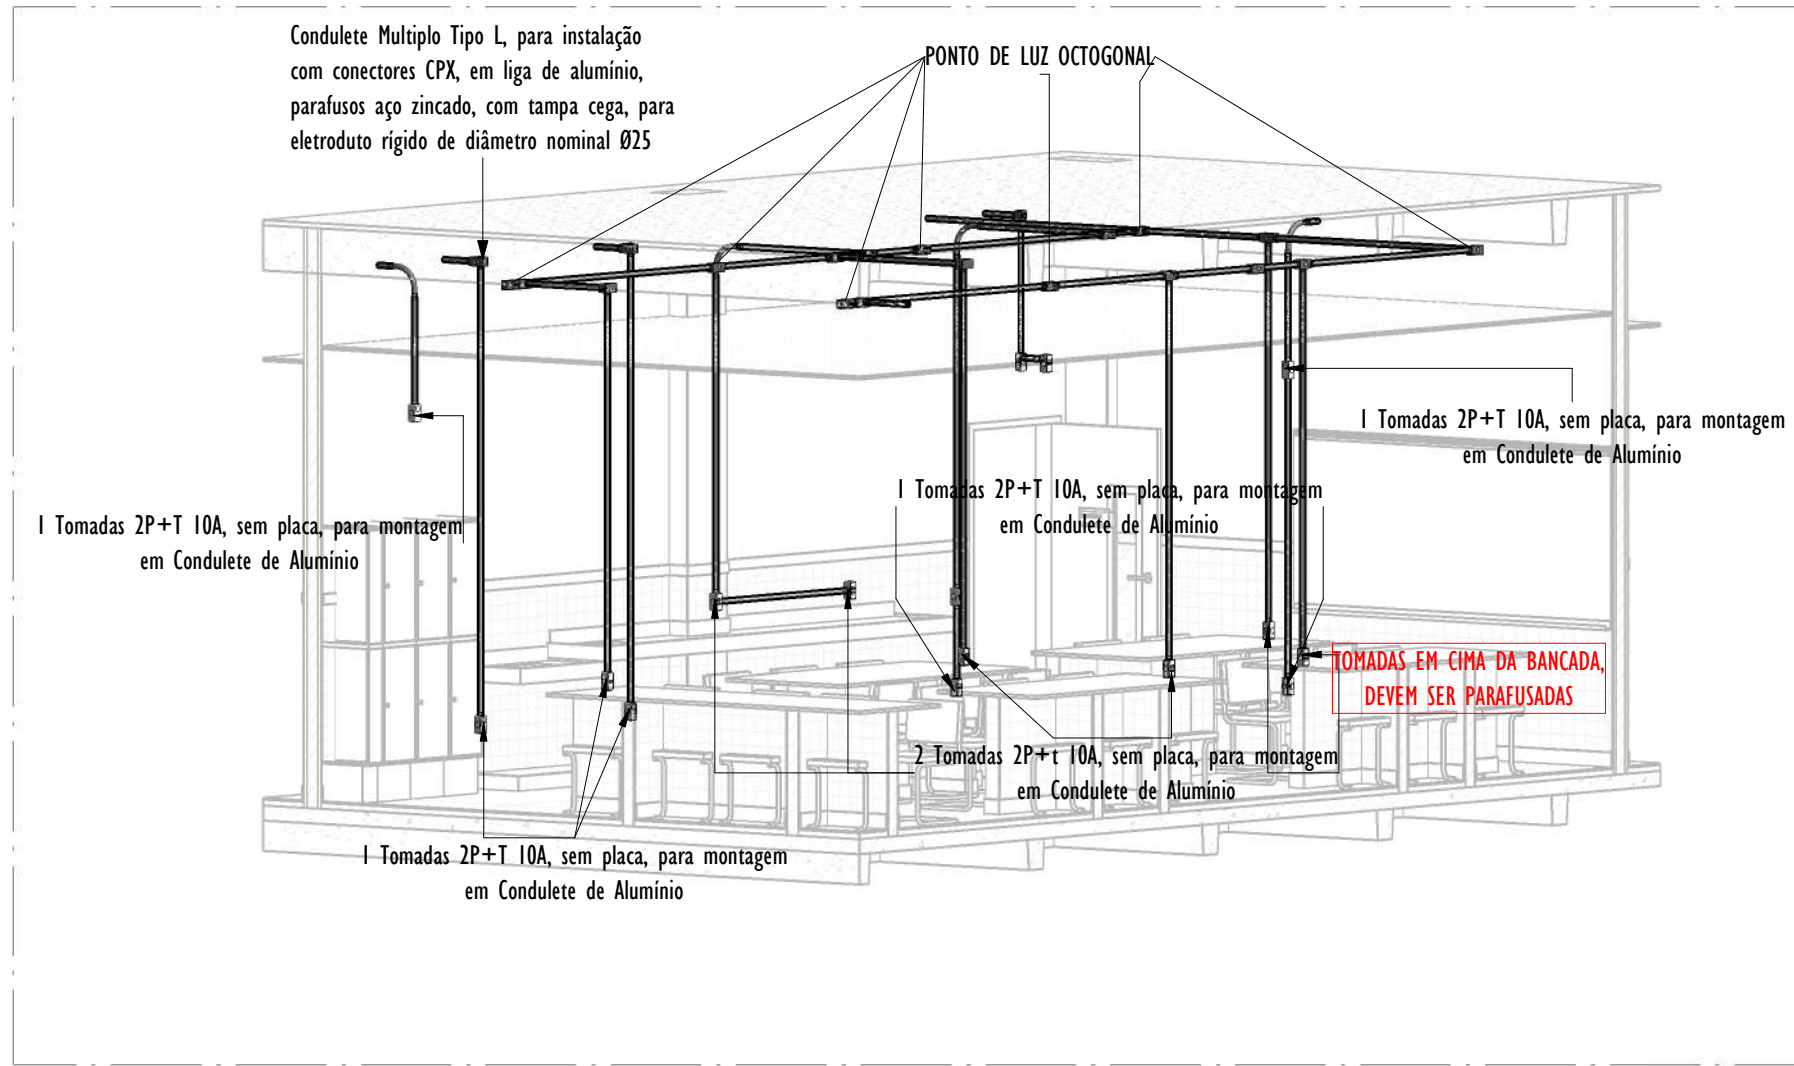 Condulete Multiplo Tipo L, para instalação
com conectores CPX, em liga de alumínio,
parafusos aço zincado, com tampa cega, para
eletroduto rígido de diâmetro nominal Ø25
PONTO DE LUZ OCTOGONAL
1 Tomadas 2P+T 10A, sem placa, para montagem
em Condulete de Alumínio
1 Tomadas 2P+T 10A, sem placa, para montagem
em Condulete de Alumínio
1 Tomadas 2P+T 10A, sem placa, para montagem
em Condulete de Alumínio
TOMADAS EM CIMA DA BANCADA,
DEVEM SER PARAFUSADAS
2 Tomadas 2P+t 10A, sem placa, para montagem
em Condulete de Alumínio
1 Tomadas 2P+T 10A, sem placa, para montagem
em Condulete de Alumínio